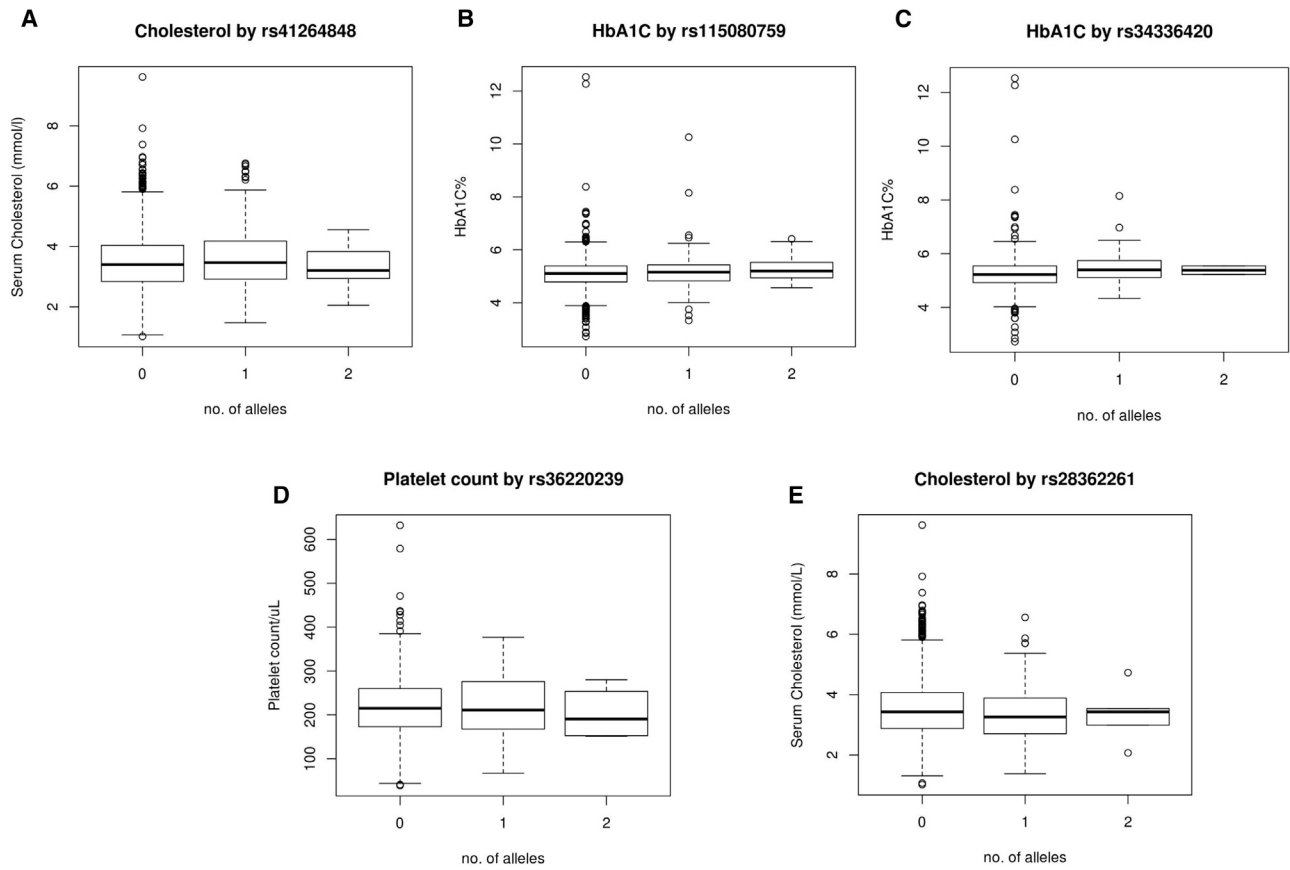 A
Cholesterol by rs41264848
Serum Cholesterol (mmol/l)
8
6
4
2
0 1 2
no. of alleles
B
HbA1C by rs115080759
HbA1C%
12
10
8
6
4
0 1 2
no. of alleles
C
HbA1C by rs34336420
HbA1C%
12
10
8
6
4
0 1 2
no. of alleles
D
Platelet count by rs36220239
Platelet count/uL
600
500
400
300
200
100
0 1 2
no. of alleles
E
Cholesterol by rs28362261
Serum Cholesterol (mmol/L)
8
6
4
2
0 1 2
no. of alleles